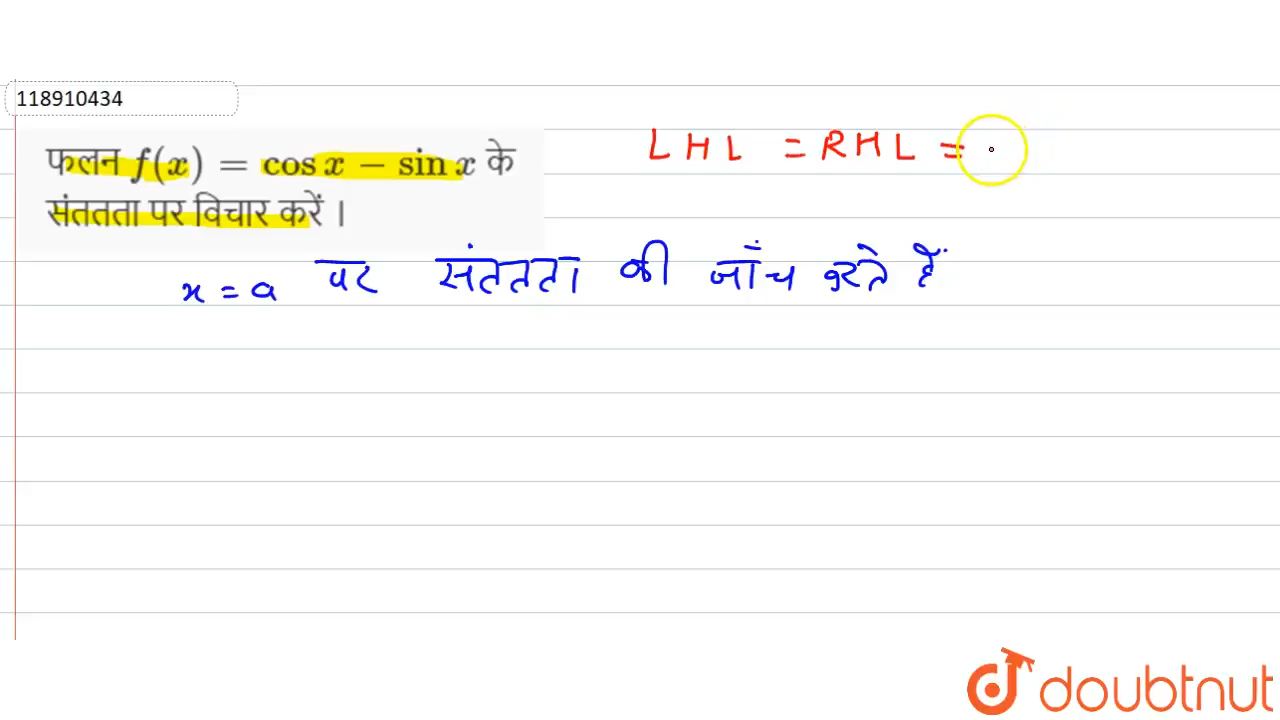 118910434
फलन f(x) = cos x − sin x के
संततता पर विचार करें ।
LHL = RHL =
x = a पर संततता की जाँच करते हैं
doubtnut